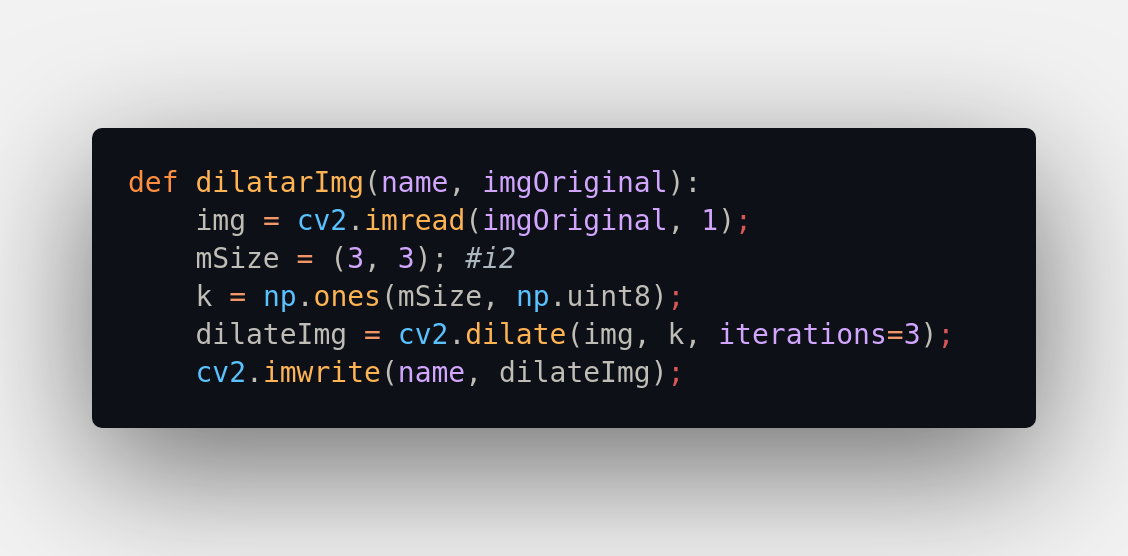 def dilatarImg(name, imgOriginal):
    img = cv2.imread(imgOriginal, 1);
    mSize = (3, 3); #i2
    k = np.ones(mSize, np.uint8);
    dilateImg = cv2.dilate(img, k, iterations=3);
    cv2.imwrite(name, dilateImg);